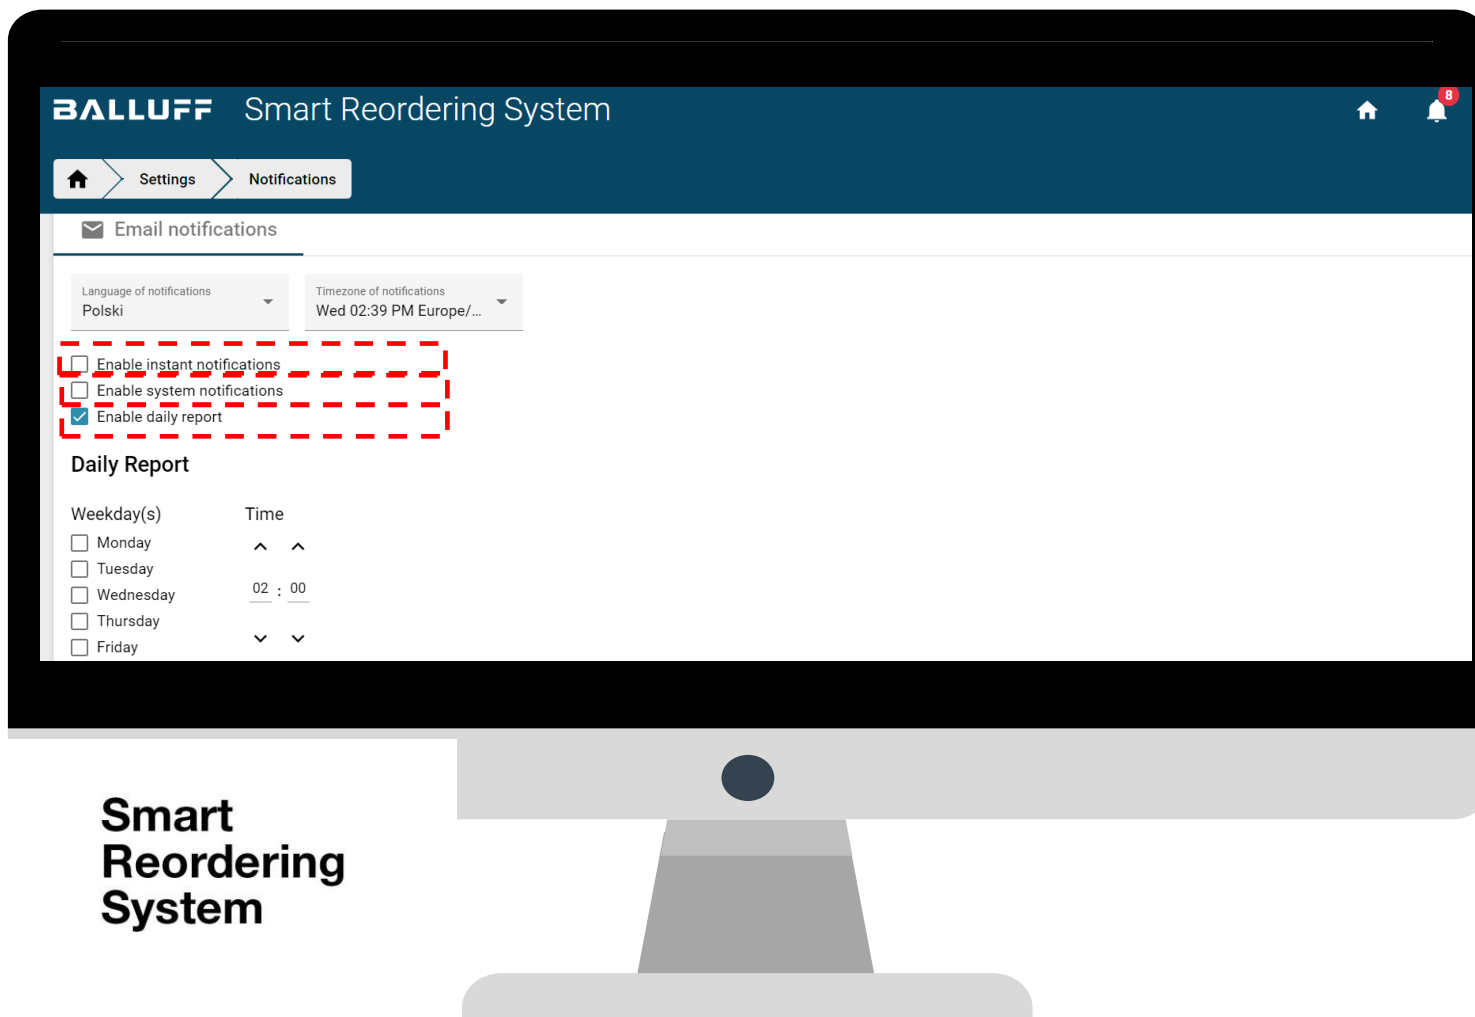 BALLUFF Smart Reordering System
8
Settings Notifications
Email notifications
Language of notifications
Polski
Timezone of notifications
Wed 02:39 PM Europe/...
Enable instant notifications
Enable system notifications
Enable daily report
Daily Report
Weekday(s) Time
Monday
Tuesday
Wednesday
Thursday
Friday
02 : 00
Smart
Reordering
System